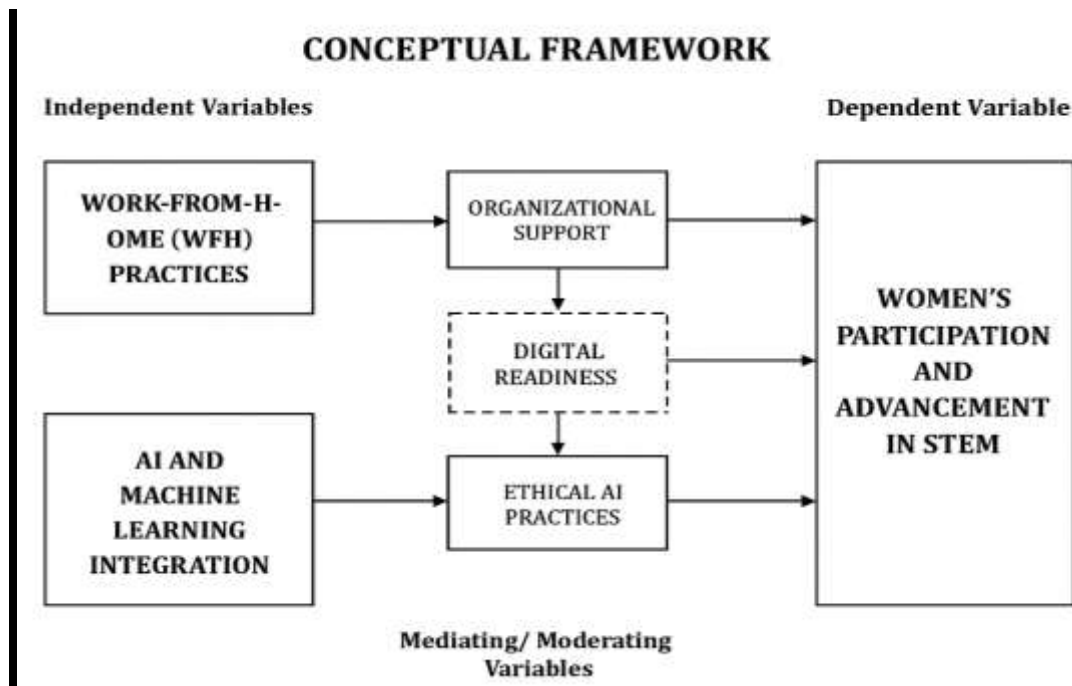 CONCEPTUAL FRAMEWORK
Independent Variables
Dependent Variable
WORK-FROM-H-
OME (WFH)
PRACTICES
ORGANIZATIONAL
SUPPORT
DIGITAL
READINESS
WOMEN’S
PARTICIPATION
AND
ADVANCEMENT
IN STEM
AI AND
MACHINE
LEARNING
INTEGRATION
ETHICAL AI
PRACTICES
Mediating/ Moderating
Variables